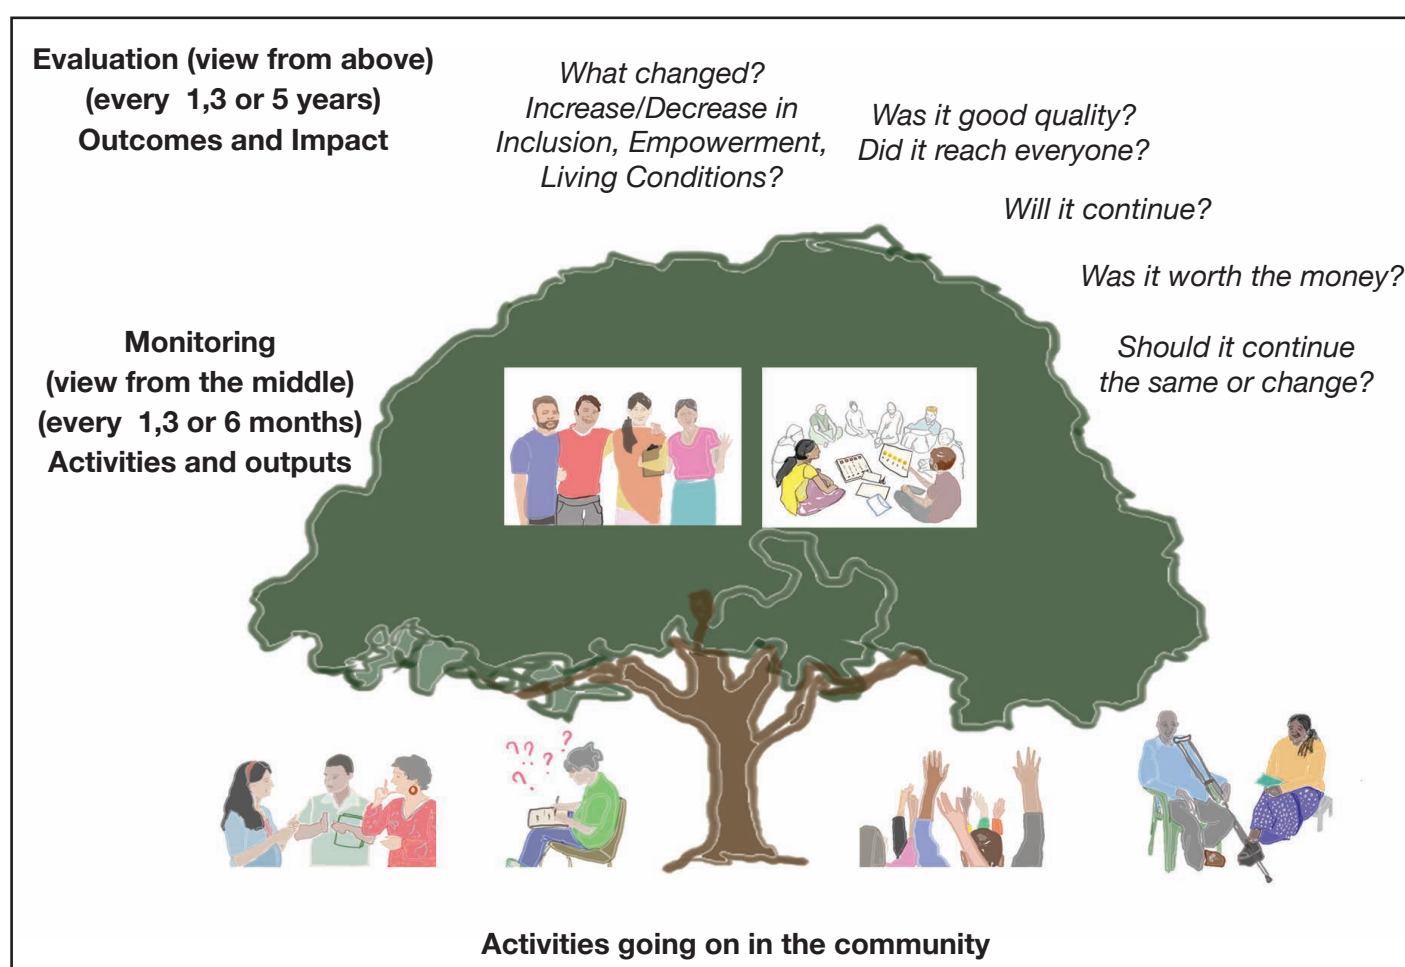 Evaluation (view from above)
(every  1,3 or 5 years)
Outcomes and Impact
What changed?
Increase/Decrease in
Inclusion, Empowerment,
Living Conditions?
Was it good quality?
Did it reach everyone?
Will it continue?
Was it worth the money?
Should it continue
the same or change?
Monitoring
(view from the middle)
(every  1,3 or 6 months)
Activities and outputs
? ? ? ? ?
Activities going on in the community